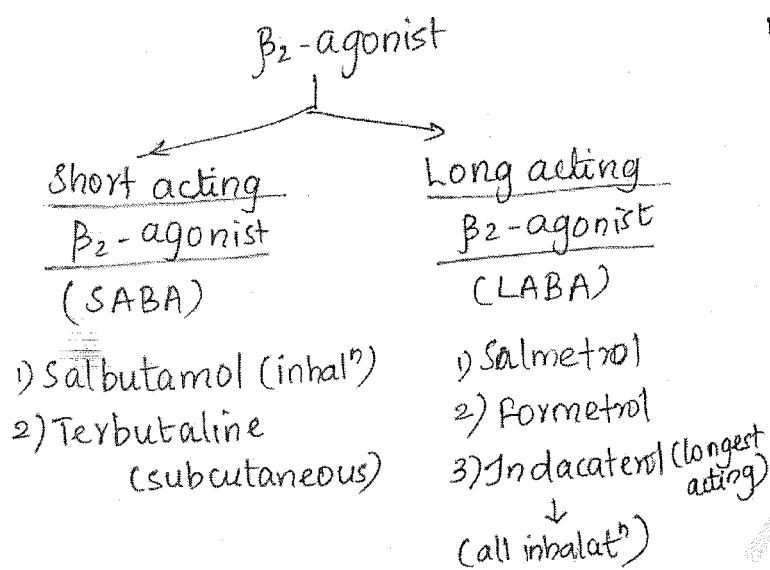 β₂-agonist
Short acting
β₂-agonist
(SABA)
1) Salbutamol (inhalⁿ)
2) Terbutaline
(subcutaneous)
Long acting
β2-agonist
(LABA)
1) Salmetrol
2) Formetrol
3) Indacaterol (longest
acting)
↓
(all inhalatⁿ)